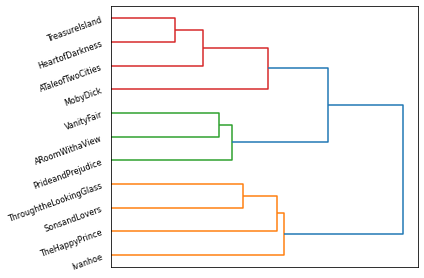 TreasureIsland
HeartofDarkness
ATaleofTwoCities
MobyDick
VanityFair
ARoomWithaView
PrideandPrejudice
ThroughtheLookingGlass
SonsandLovers
TheHappyPrince
Ivanhoe